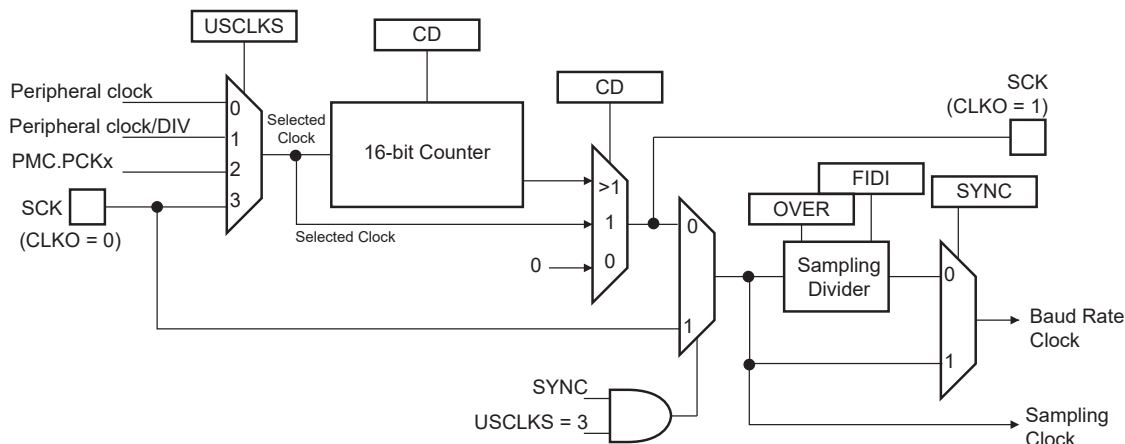 USCLKS
CD
CD
SCK
(CLKO = 1)
Peripheral clock
0
Peripheral clock/DIV
1
Selected
Clock
16-bit Counter
PMC.PCKx
2
3
SCK
(CLKO = 0)
Selected Clock
>1
1
0
0
FIDI
OVER
SYNC
0
1
Sampling
Divider
0
1
Baud Rate
Clock
SYNC
USCLKS = 3
Sampling
Clock